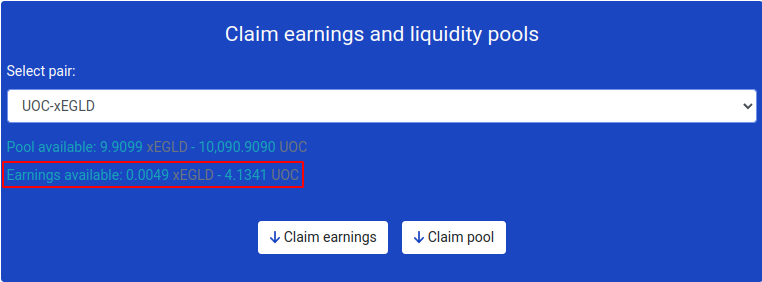 Claim earnings and liquidity pools
Select pair:
UOC-xEGLD
Pool available: 9.9099 xEGLD - 10,090.9090 UOC
Earnings available: 0.0049 xEGLD - 4.1341 UOC
Claim earnings Claim pool